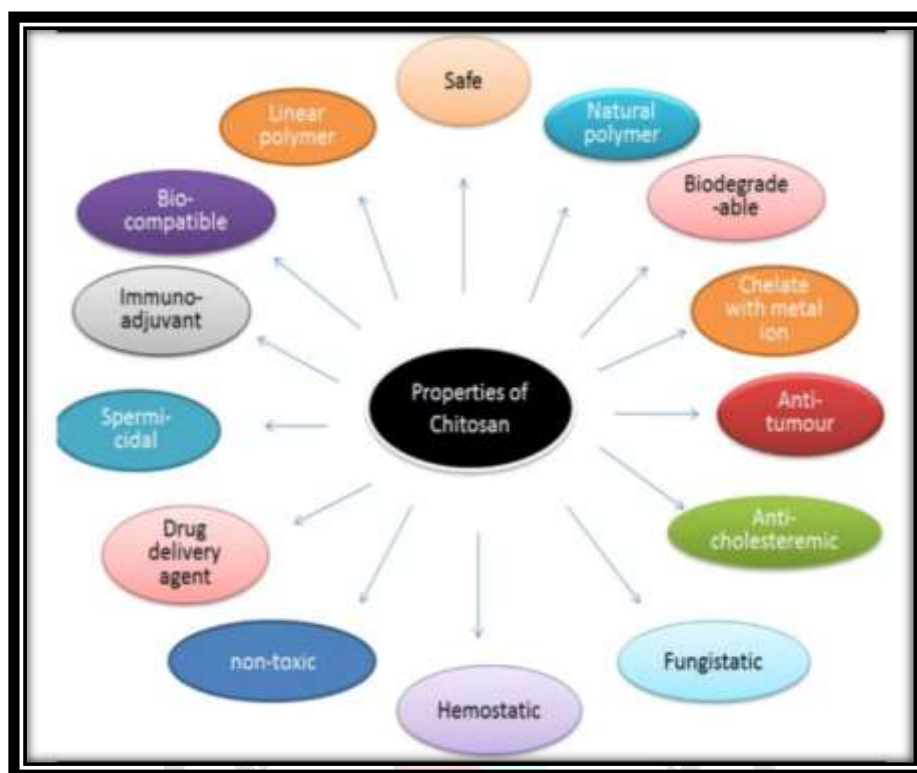 Safe
Linear
polymer
Natural
polymer
Bio-
compatible
Biodegrade
-able
Immuno-
adjuvant
Chelate
with metal
ion
Properties of
Chitosan
Spermi-
cidal
Anti-
tumour
Drug
delivery
agent
Anti-
cholesteremic
non-toxic
Fungistatic
Hemostatic